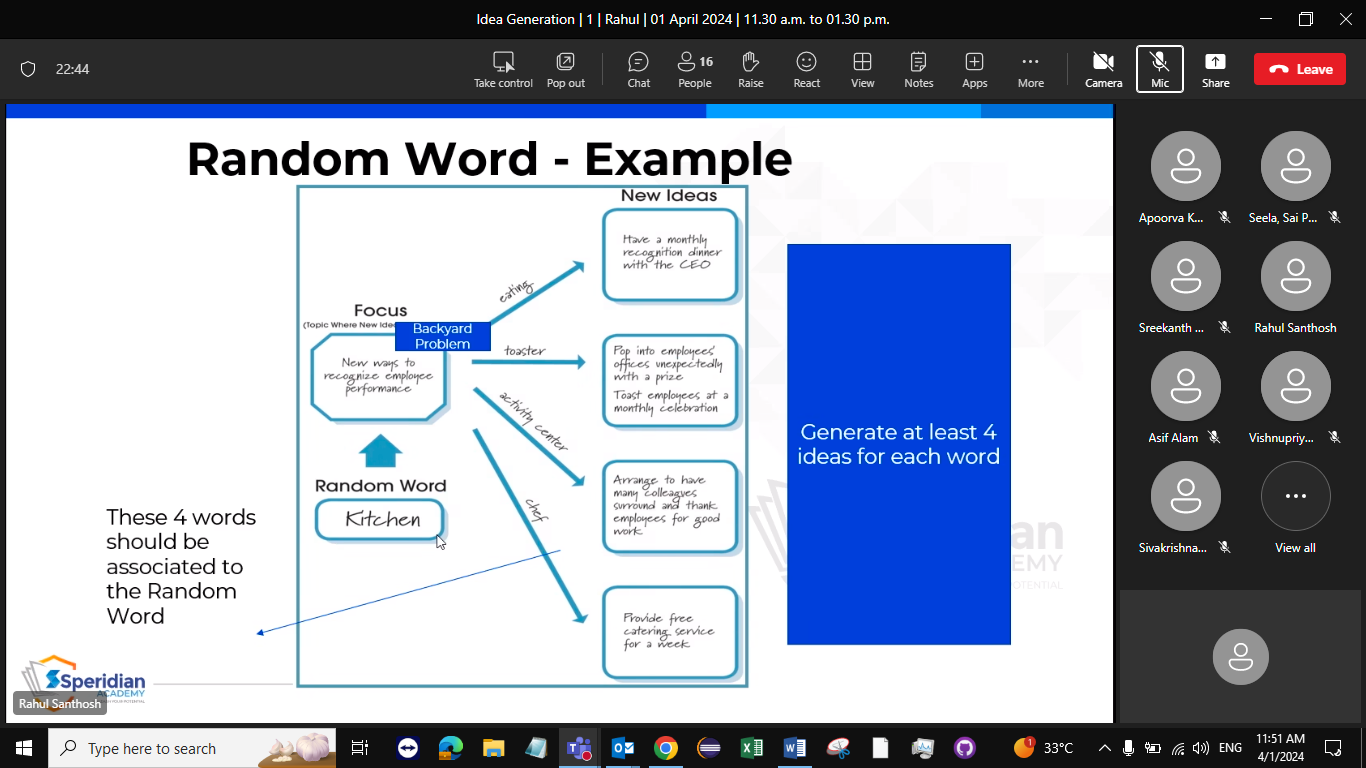 Idea Generation | 1 | Rahul | 01 April 2024 | 11.30 a.m. to 01.30 p.m.
22:44
Take control
Pop out
Chat
16
People
Raise
React
View
Notes
Apps
More
Camera
Mic
Share
Leave
Random Word - Example
New Ideas
Have a monthly
recognition dinner
with the CEO
eating
Focus
(Topic Where New
Backyard
Problem
New ways to
recognize employee
performance
toaster
Pop into employees'
offices unexpectedly
with a prize
Toast employees at a
monthly celebration
activity center
Arrange to have
many colleagues
surround and thank
employees for good
work
chef
Provide free
catering service
for a week
Random Word
Kitchen
These 4 words
should be
associated to
the Random
Word
Generate at least 4
ideas for each word
Speridian
ACADEMY
Rahul Santhosh
Apoorva K...
Seela, Sai P...
Sreekanth ...
Rahul Santhosh
Asif Alam
Vishnupriy...
Sivakrishna...
View all
Type here to search
1
33°C
ENG
11:51 AM
4/1/2024